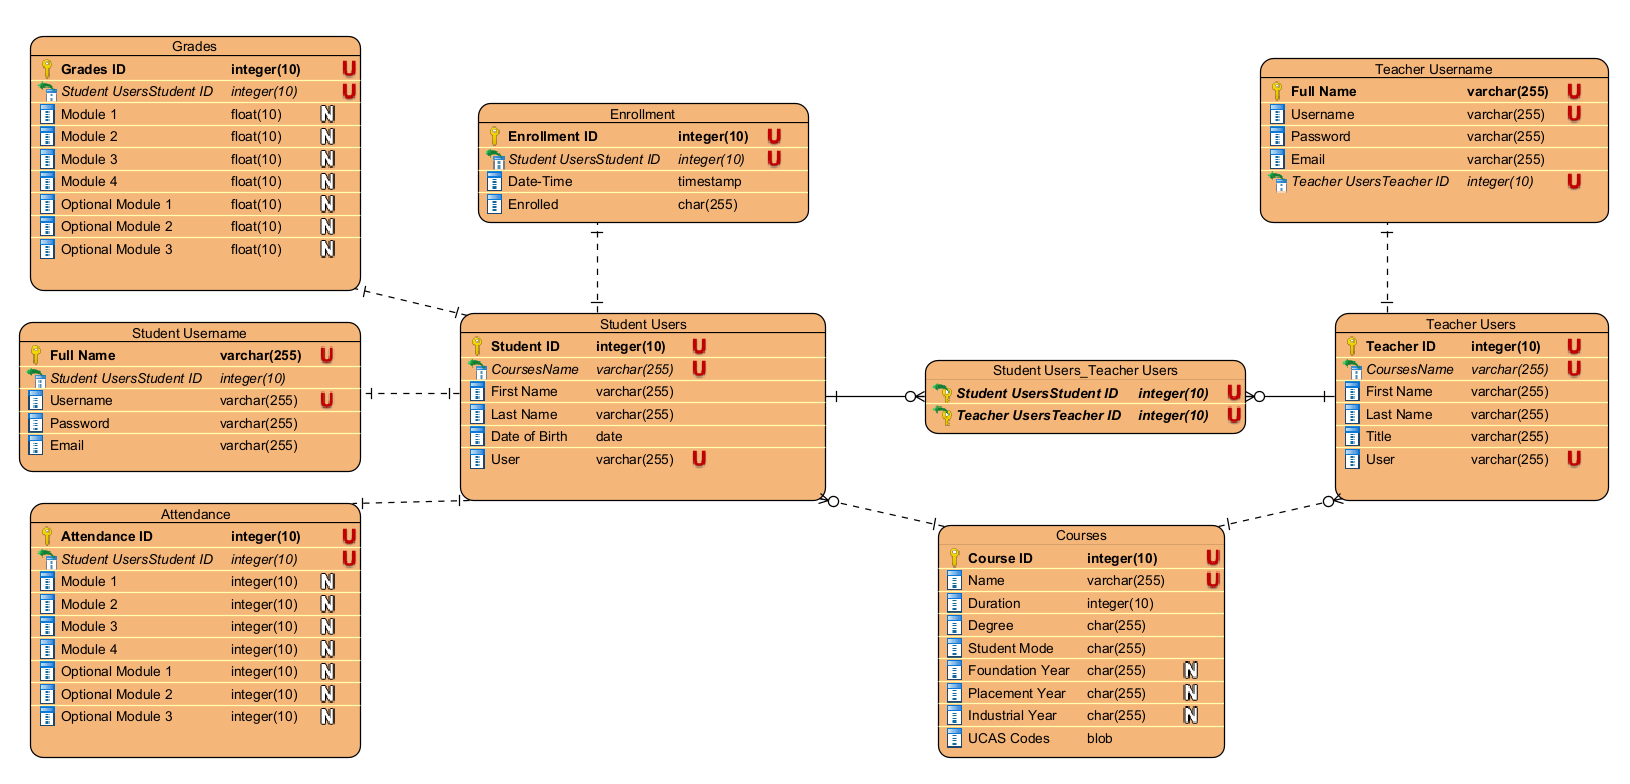 Grades
Grades ID integer(10) U
Student UsersStudent ID integer(10) U
Module 1 float(10) N
Module 2 float(10) N
Module 3 float(10) N
Module 4 float(10) N
Optional Module 1 float(10) N
Optional Module 2 float(10) N
Optional Module 3 float(10) N
Enrollment
Enrollment ID integer(10) U
Student UsersStudent ID integer(10) U
Date-Time timestamp
Enrolled char(255)
Teacher Username
Full Name varchar(255) U
Username varchar(255) U
Password varchar(255)
Email varchar(255)
Teacher UsersTeacher ID integer(10) U
Student Username
Full Name varchar(255) U
Student UsersStudent ID integer(10)
Username varchar(255) U
Password varchar(255)
Email varchar(255)
Student Users
Student ID integer(10) U
CoursesName varchar(255) U
First Name varchar(255)
Last Name varchar(255)
Date of Birth date
User varchar(255) U
Student Users_Teacher Users
Student UsersStudent ID integer(10) U
Teacher UsersTeacher ID integer(10) U
Teacher Users
Teacher ID integer(10) U
CoursesName varchar(255) U
First Name varchar(255)
Last Name varchar(255)
Title varchar(255)
User varchar(255) U
Attendance
Attendance ID integer(10) U
Student UsersStudent ID integer(10) U
Module 1 integer(10) N
Module 2 integer(10) N
Module 3 integer(10) N
Module 4 integer(10) N
Optional Module 1 integer(10) N
Optional Module 2 integer(10) N
Optional Module 3 integer(10) N
Courses
Course ID integer(10) U
Name varchar(255) U
Duration integer(10)
Degree char(255)
Student Mode char(255)
Foundation Year char(255) N
Placement Year char(255) N
Industrial Year char(255) N
UCAS Codes blob